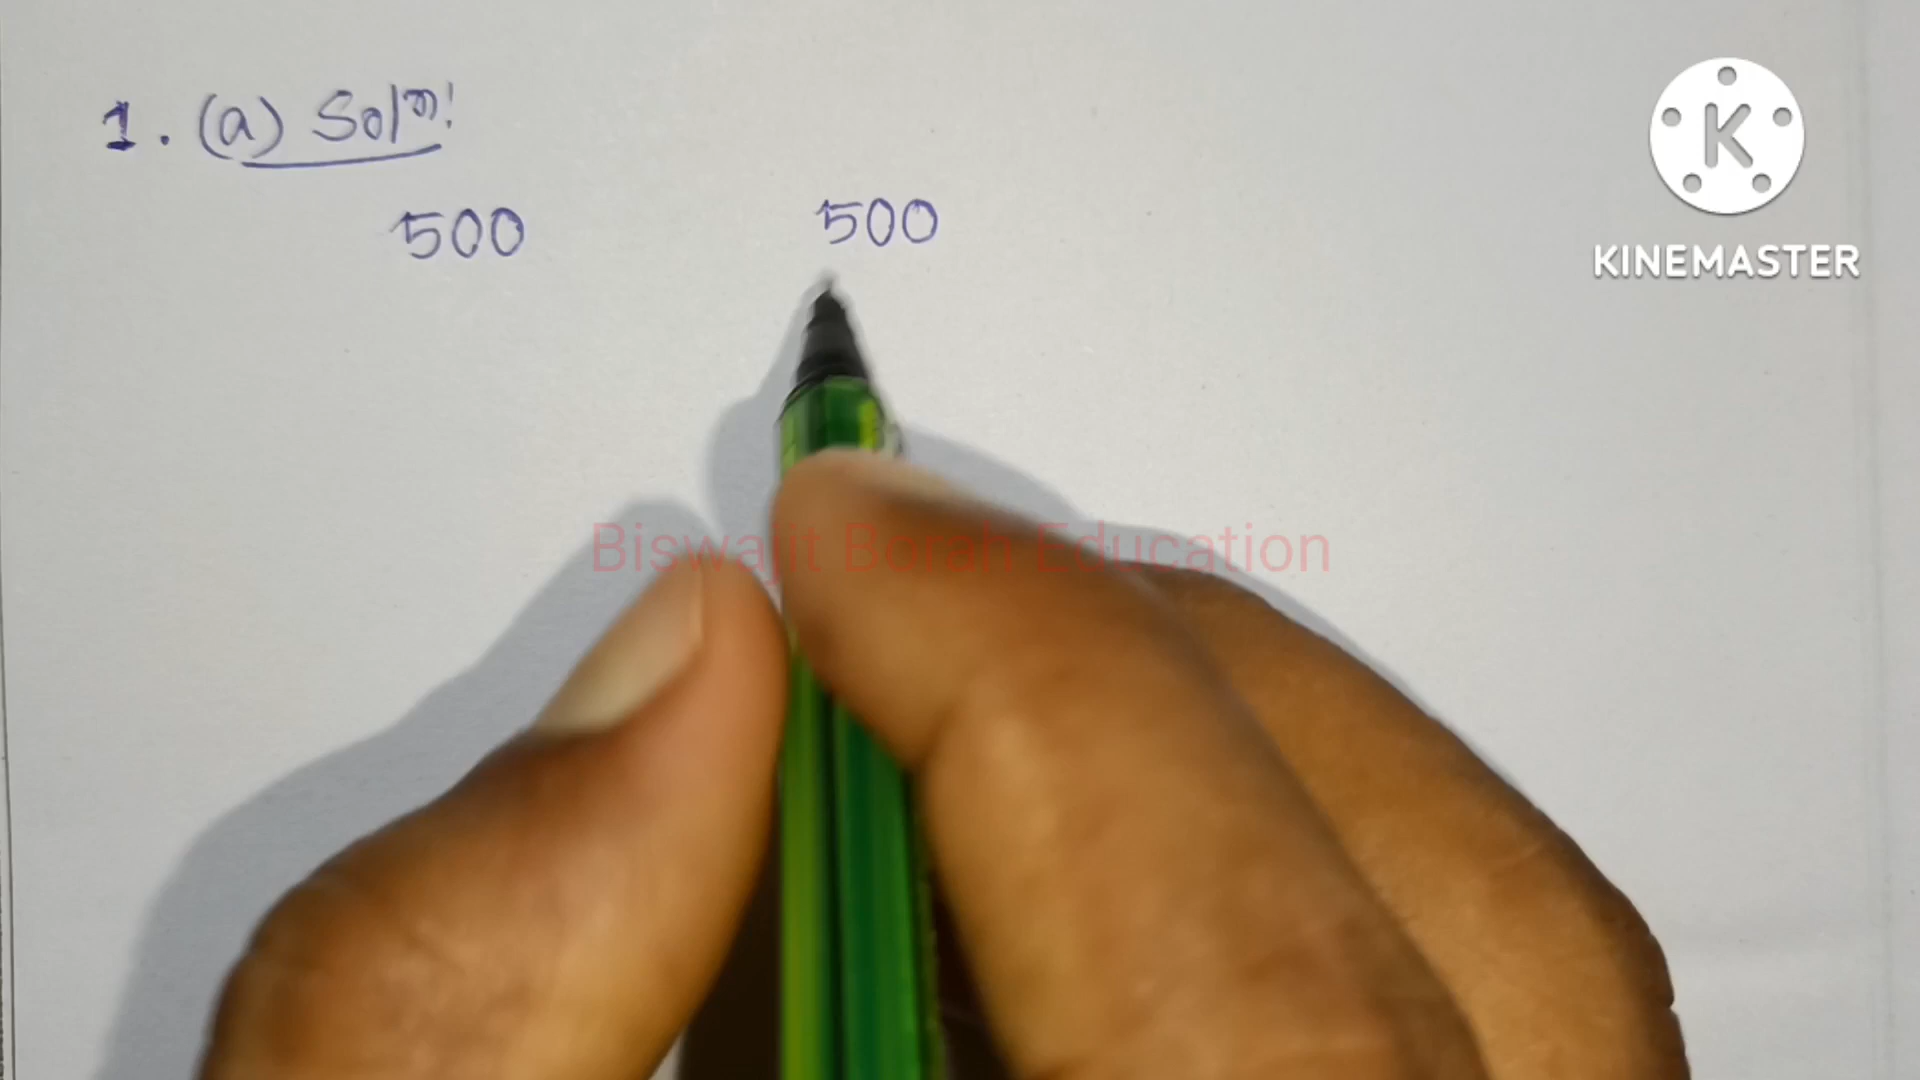 1. (a) Solⁿ:
500 500
K
KINEMASTER
Biswajit Borah Education